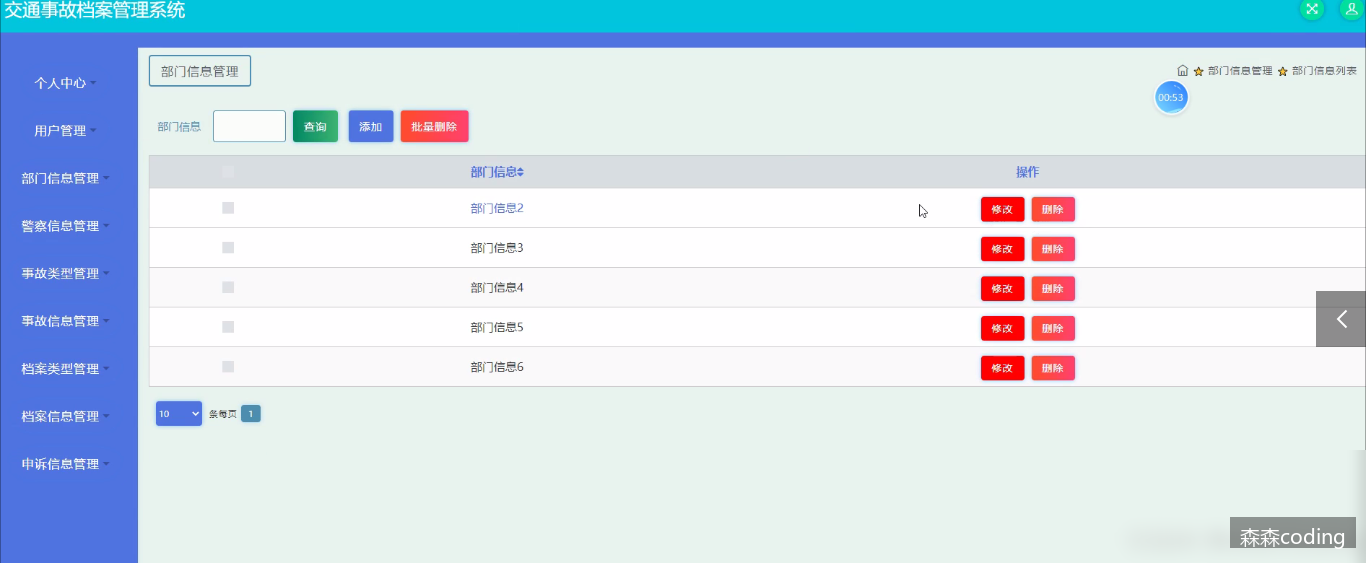 交通事故档案管理系统
个人中心
用户管理
部门信息管理
警察信息管理
事故类型管理
事故信息管理
档案类型管理
档案信息管理
申诉信息管理
部门信息管理
部门信息管理 部门信息列表
00:53
部门信息 查询 添加 批量删除
部门信息 操作
部门信息2 修改 删除
部门信息3 修改 删除
部门信息4 修改 删除
部门信息5 修改 删除
部门信息6 修改 删除
10 条每页 1
森森coding